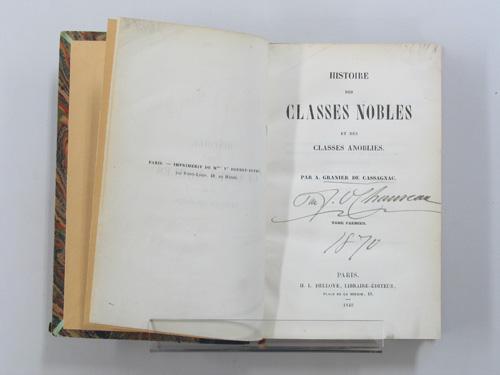 PARIS. — IMPRIMERIE DE Mme Ve DONDEY-DUPRÉ,
rue Saint-Louis, 46, au Marais.
HISTOIRE
DES
CLASSES NOBLES
ET DES
CLASSES ANOBLIES.
PAR A. GRANIER DE CASSAGNAC.
TOME PREMIER.
1870
PARIS.
H. L. DELLOYE, LIBRAIRE-ÉDITEUR,
PLACE DE LA BOURSE, 13.
1840